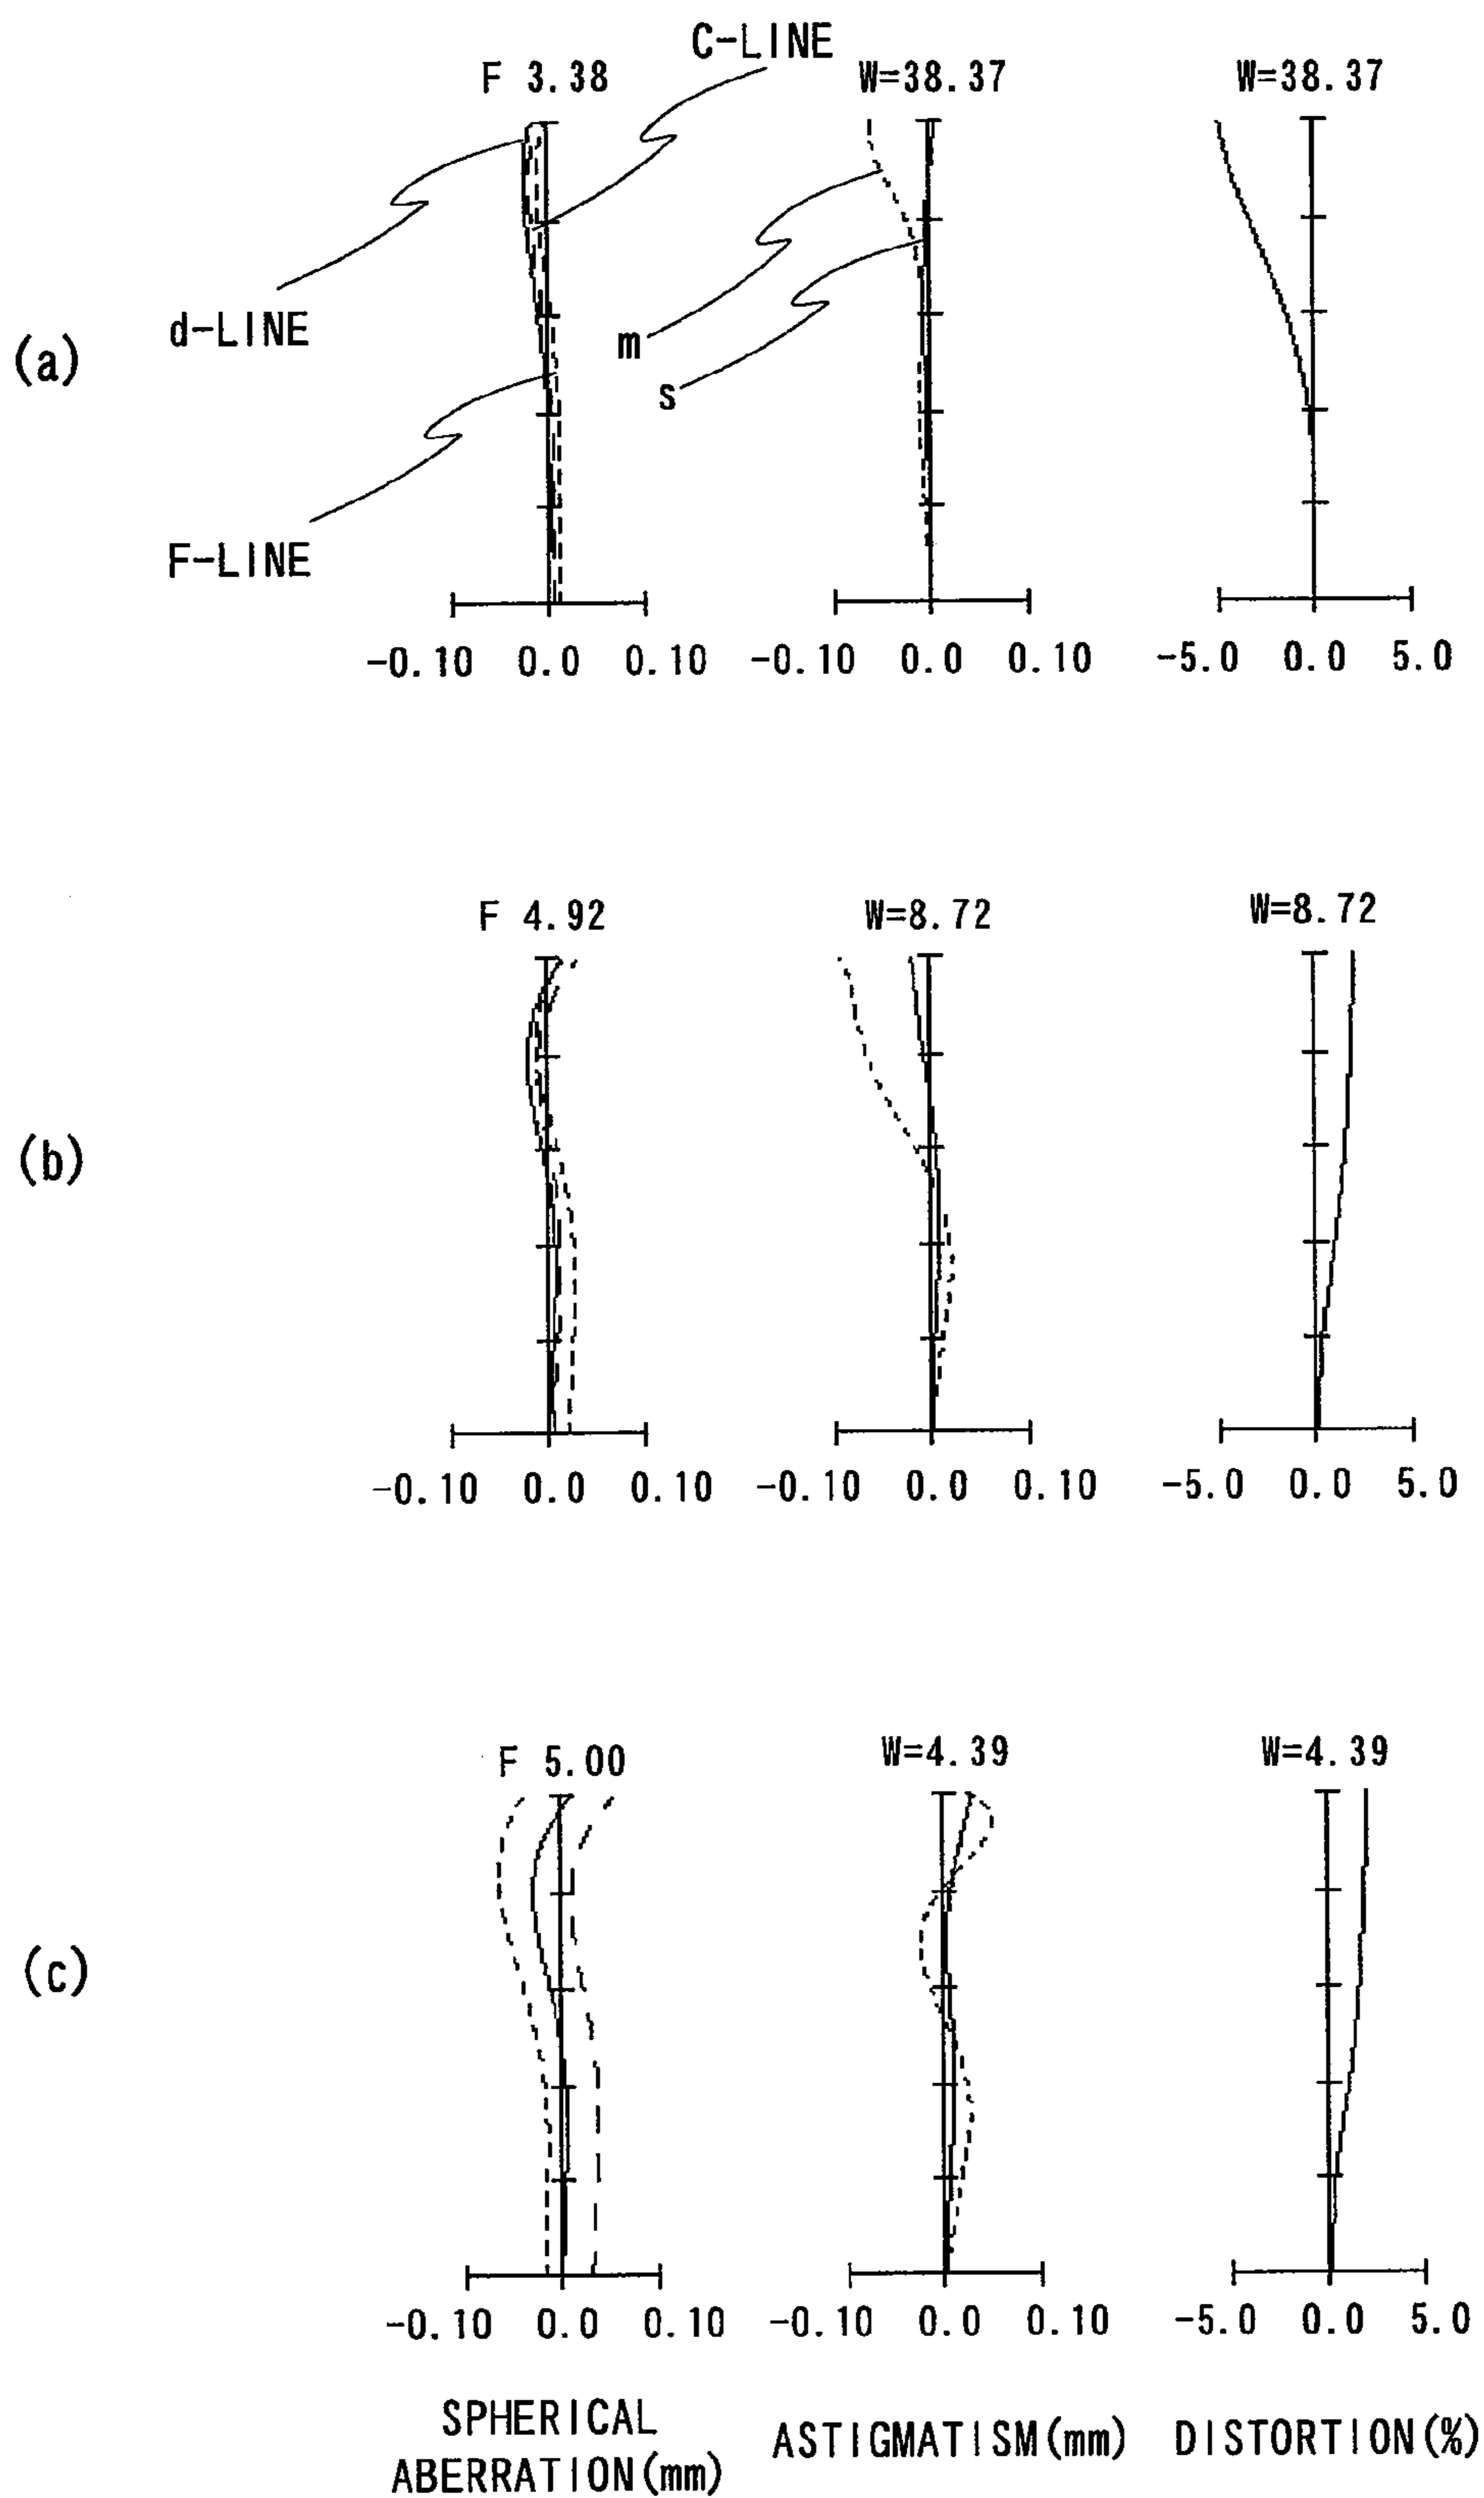 C-LINE
F 3.38 W=38.37 W=38.37
d-LINE
m
(a)
s
F-LINE
-0.10 0.0 0.10 -0.10 0.0 0.10 -5.0 0.0 5.0
F 4.92 W=8.72 W=8.72
(b)
-0.10 0.0 0.10 -0.10 0.0 0.10 -5.0 0.0 5.0
F 5.00 W=4.39 W=4.39
(c)
-0.10 0.0 0.10 -0.10 0.0 0.10 -5.0 0.0 5.0
SPHERICAL
ABERRATION(mm) ASTIGMATISM(mm) DISTORTION(%)